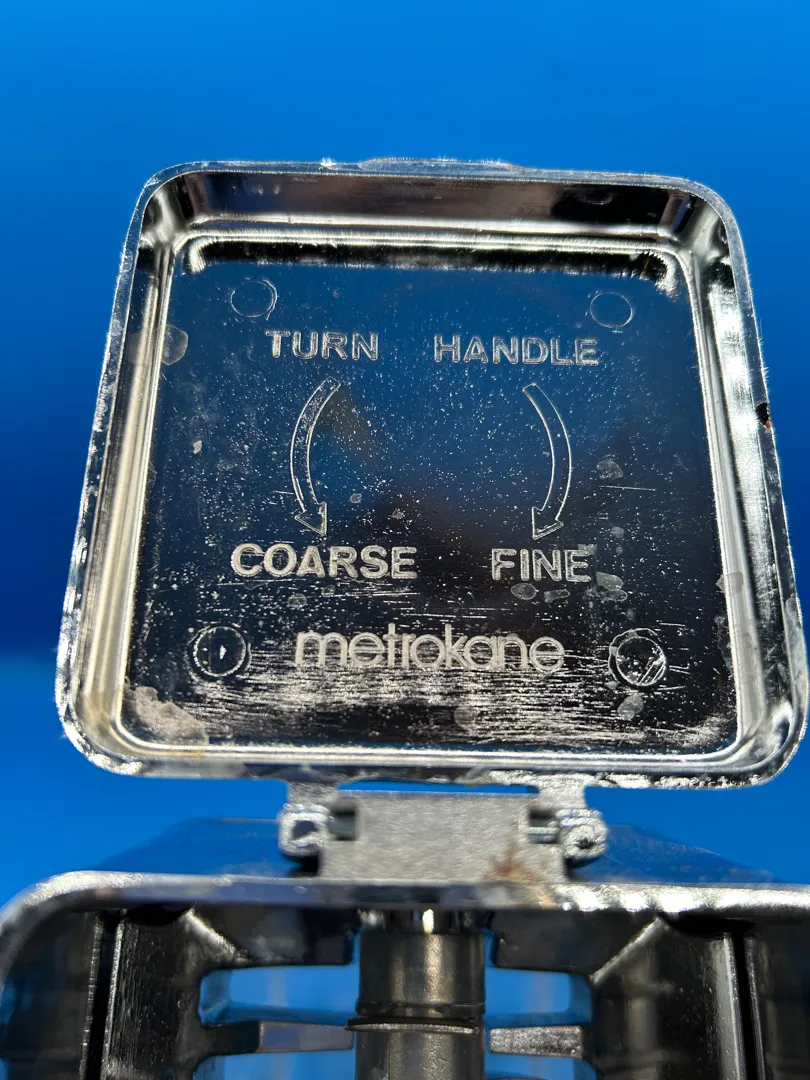 TURN HANDLE
COARSE FINE
metrokane